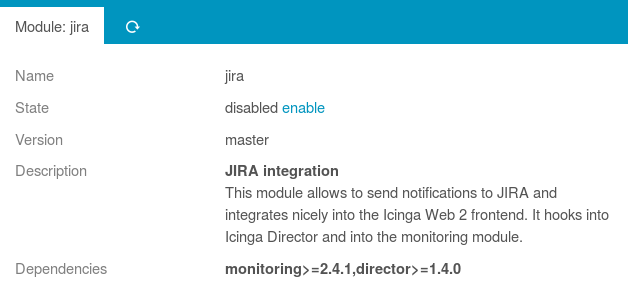 Module: jira
Name jira
State disabled enable
Version master
Description JIRA integration
This module allows to send notifications to JIRA and
integrates nicely into the Icinga Web 2 frontend. It hooks into
Icinga Director and into the monitoring module.
Dependencies monitoring>=2.4.1,director>=1.4.0